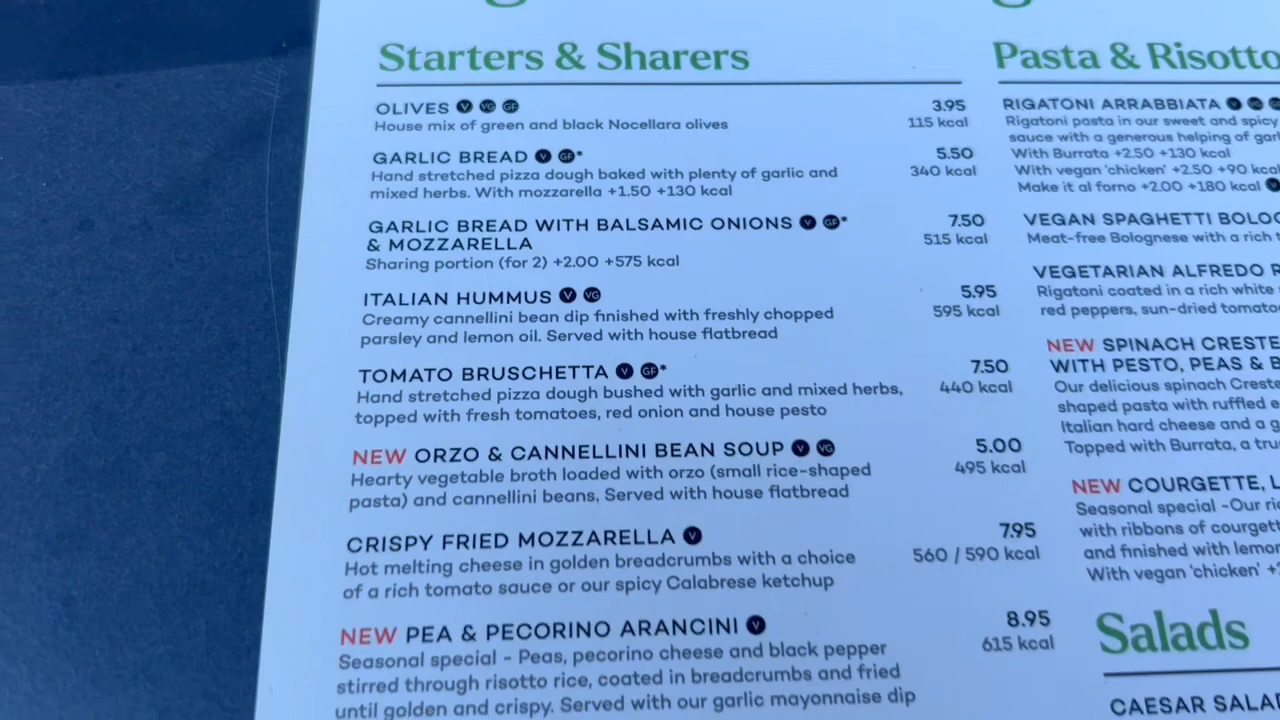 Starters & Sharers
OLIVES V VG GF
3.95
House mix of green and black Nocellara olives
115 kcal
GARLIC BREAD V GF*
5.50
Hand stretched pizza dough baked with plenty of garlic and
340 kcal
mixed herbs. With mozzarella +1.50 +130 kcal
GARLIC BREAD WITH BALSAMIC ONIONS V GF*
7.50
& MOZZARELLA
515 kcal
Sharing portion (for 2) +2.00 +575 kcal
ITALIAN HUMMUS V VG
5.95
Creamy cannellini bean dip finished with freshly chopped
595 kcal
parsley and lemon oil. Served with house flatbread
TOMATO BRUSCHETTA V GF*
7.50
Hand stretched pizza dough bushed with garlic and mixed herbs,
440 kcal
topped with fresh tomatoes, red onion and house pesto
NEW ORZO & CANNELLINI BEAN SOUP V VG
5.00
Hearty vegetable broth loaded with orzo (small rice-shaped
495 kcal
pasta) and cannellini beans. Served with house flatbread
CRISPY FRIED MOZZARELLA V
7.95
Hot melting cheese in golden breadcrumbs with a choice
560 / 590 kcal
of a rich tomato sauce or our spicy Calabrese ketchup
NEW PEA & PECORINO ARANCINI V
8.95
Seasonal special - Peas, pecorino cheese and black pepper
615 kcal
stirred through risotto rice, coated in breadcrumbs and fried
until golden and crispy. Served with our garlic mayonnaise dip
Pasta & Risotto
RIGATONI ARRABBIATA V
Rigatoni pasta in our sweet and spicy
sauce with a generous helping of
With Burrata +2.50 +130 kcal
With vegan 'chicken' +2.50 +90
Make it al forno +2.00 +180 kcal V
VEGAN SPAGHETTI
Meat-free Bolognese with a rich
VEGETARIAN ALFREDO
Rigatoni coated in a rich white
red peppers, sun-dried
NEW SPINACH
WITH PESTO, PEAS &
Our delicious spinach
shaped pasta with ruffled
Italian hard cheese and a
Topped with Burrata, a
NEW COURGETTE,
Seasonal special -Our
with ribbons of
and finished with
With vegan 'chicken'
Salads
CAESAR